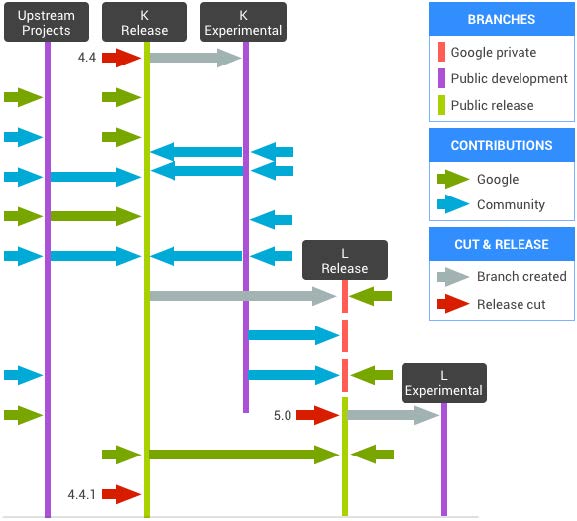 Upstream
Projects
K
Release
K
Experimental
4.4
L
Release
L
Experimental
5.0
4.4.1
BRANCHES
Google private
Public development
Public release
CONTRIBUTIONS
Google
Community
CUT & RELEASE
Branch created
Release cut